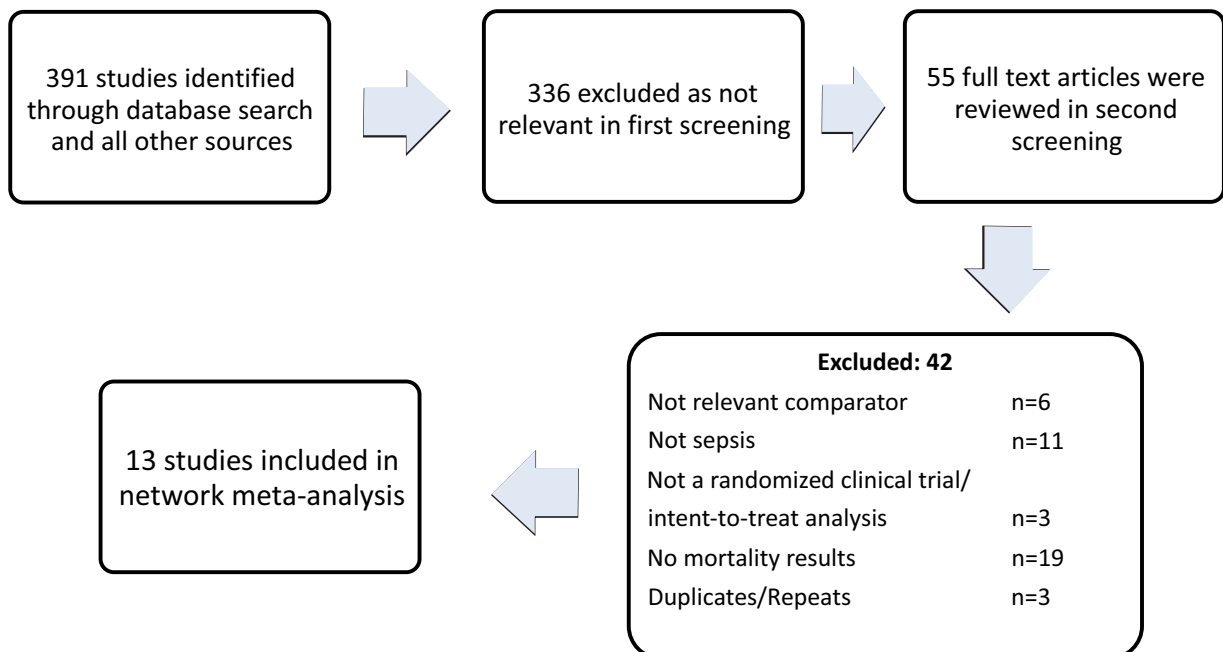 391 studies identified
through database search
and all other sources
336 excluded as not
relevant in first screening
55 full text articles were
reviewed in second
screening
Excluded: 42
Not relevant comparator n=6
Not sepsis n=11
Not a randomized clinical trial/
intent-to-treat analysis n=3
No mortality results n=19
Duplicates/Repeats n=3
13 studies included in
network meta-analysis